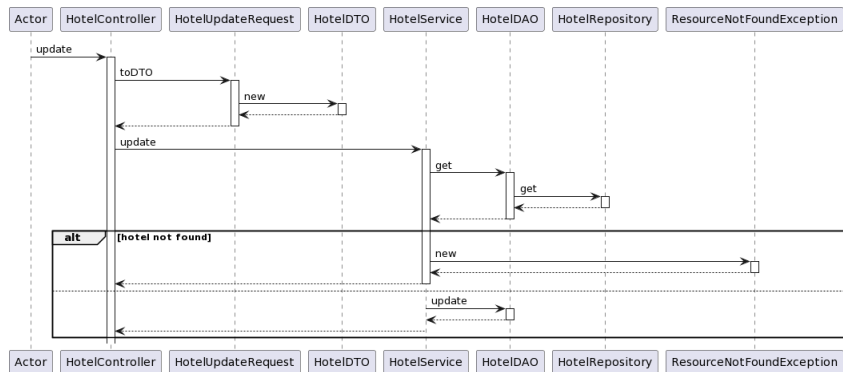 Actor HotelController HotelUpdateRequest HotelDTO HotelService HotelDAO HotelRepository ResourceNotFoundException
update
toDTO
new
update
get
get
alt [hotel not found]
new
update
Actor HotelController HotelUpdateRequest HotelDTO HotelService HotelDAO HotelRepository ResourceNotFoundException